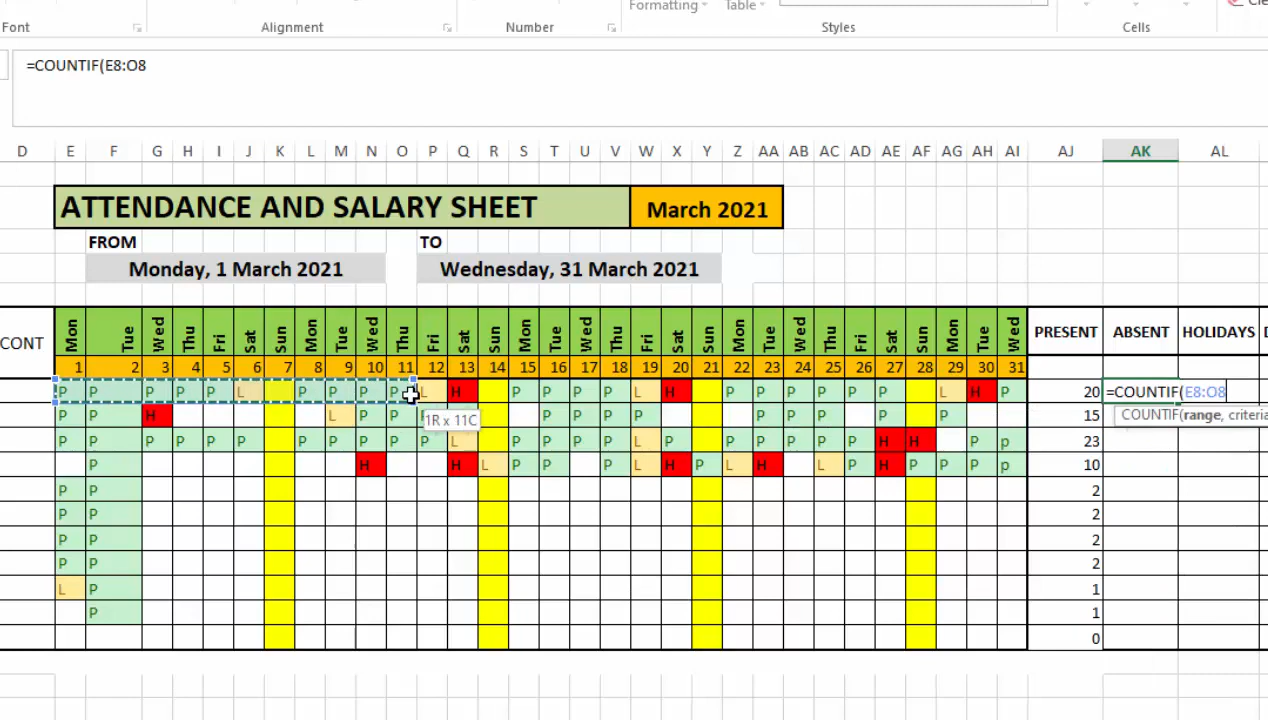 Formatting Table
Font Alignment Number Styles Cells
=COUNTIF(E8:O8
D E F G H I J K L M N O P Q R S T U V W X Y Z AA AB AC AD AE AF AG AH AI AJ AK AL
ATTENDANCE AND SALARY SHEET March 2021
FROM TO
Monday, 1 March 2021 Wednesday, 31 March 2021
CONT Mon Tue Wed Thu Fri Sat Sun Mon Tue Wed Thu Fri Sat Sun Mon Tue Wed Thu Fri Sat Sun Mon Tue Wed Thu Fri Sat Sun Mon Tue Wed PRESENT ABSENT HOLIDAYS
1 2 3 4 5 6 7 8 9 10 11 12 13 14 15 16 17 18 19 20 21 22 23 24 25 26 27 28 29 30 31
P P P P P L P P P P L H P P P P L H P P P P P P L H P 20 =COUNTIF(E8:O8
P P H L P P P P P P P P P P P 15 COUNTIF(range, criteria
1R x 11C
P P P P P P P P P P P L P P P P L P P P P P P H H P p 23
P H H L P P P L H P L H L P H P P P p 10
P P 2
P P 2
P P 2
P P 2
L P 1
P 1
0